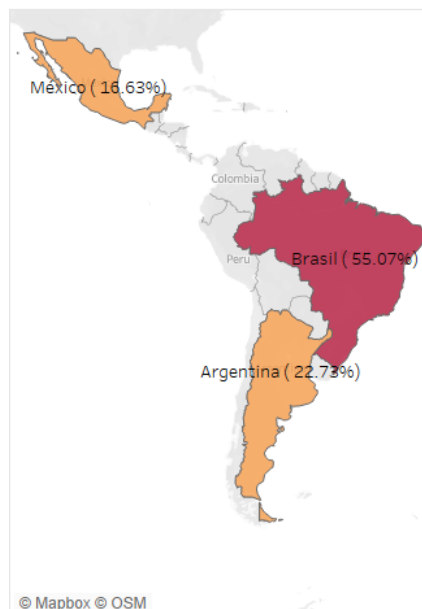 México ( 16.63%)
Colombia
Brasil ( 55.07%)
Peru
Argentina ( 22.73%)
© Mapbox © OSM